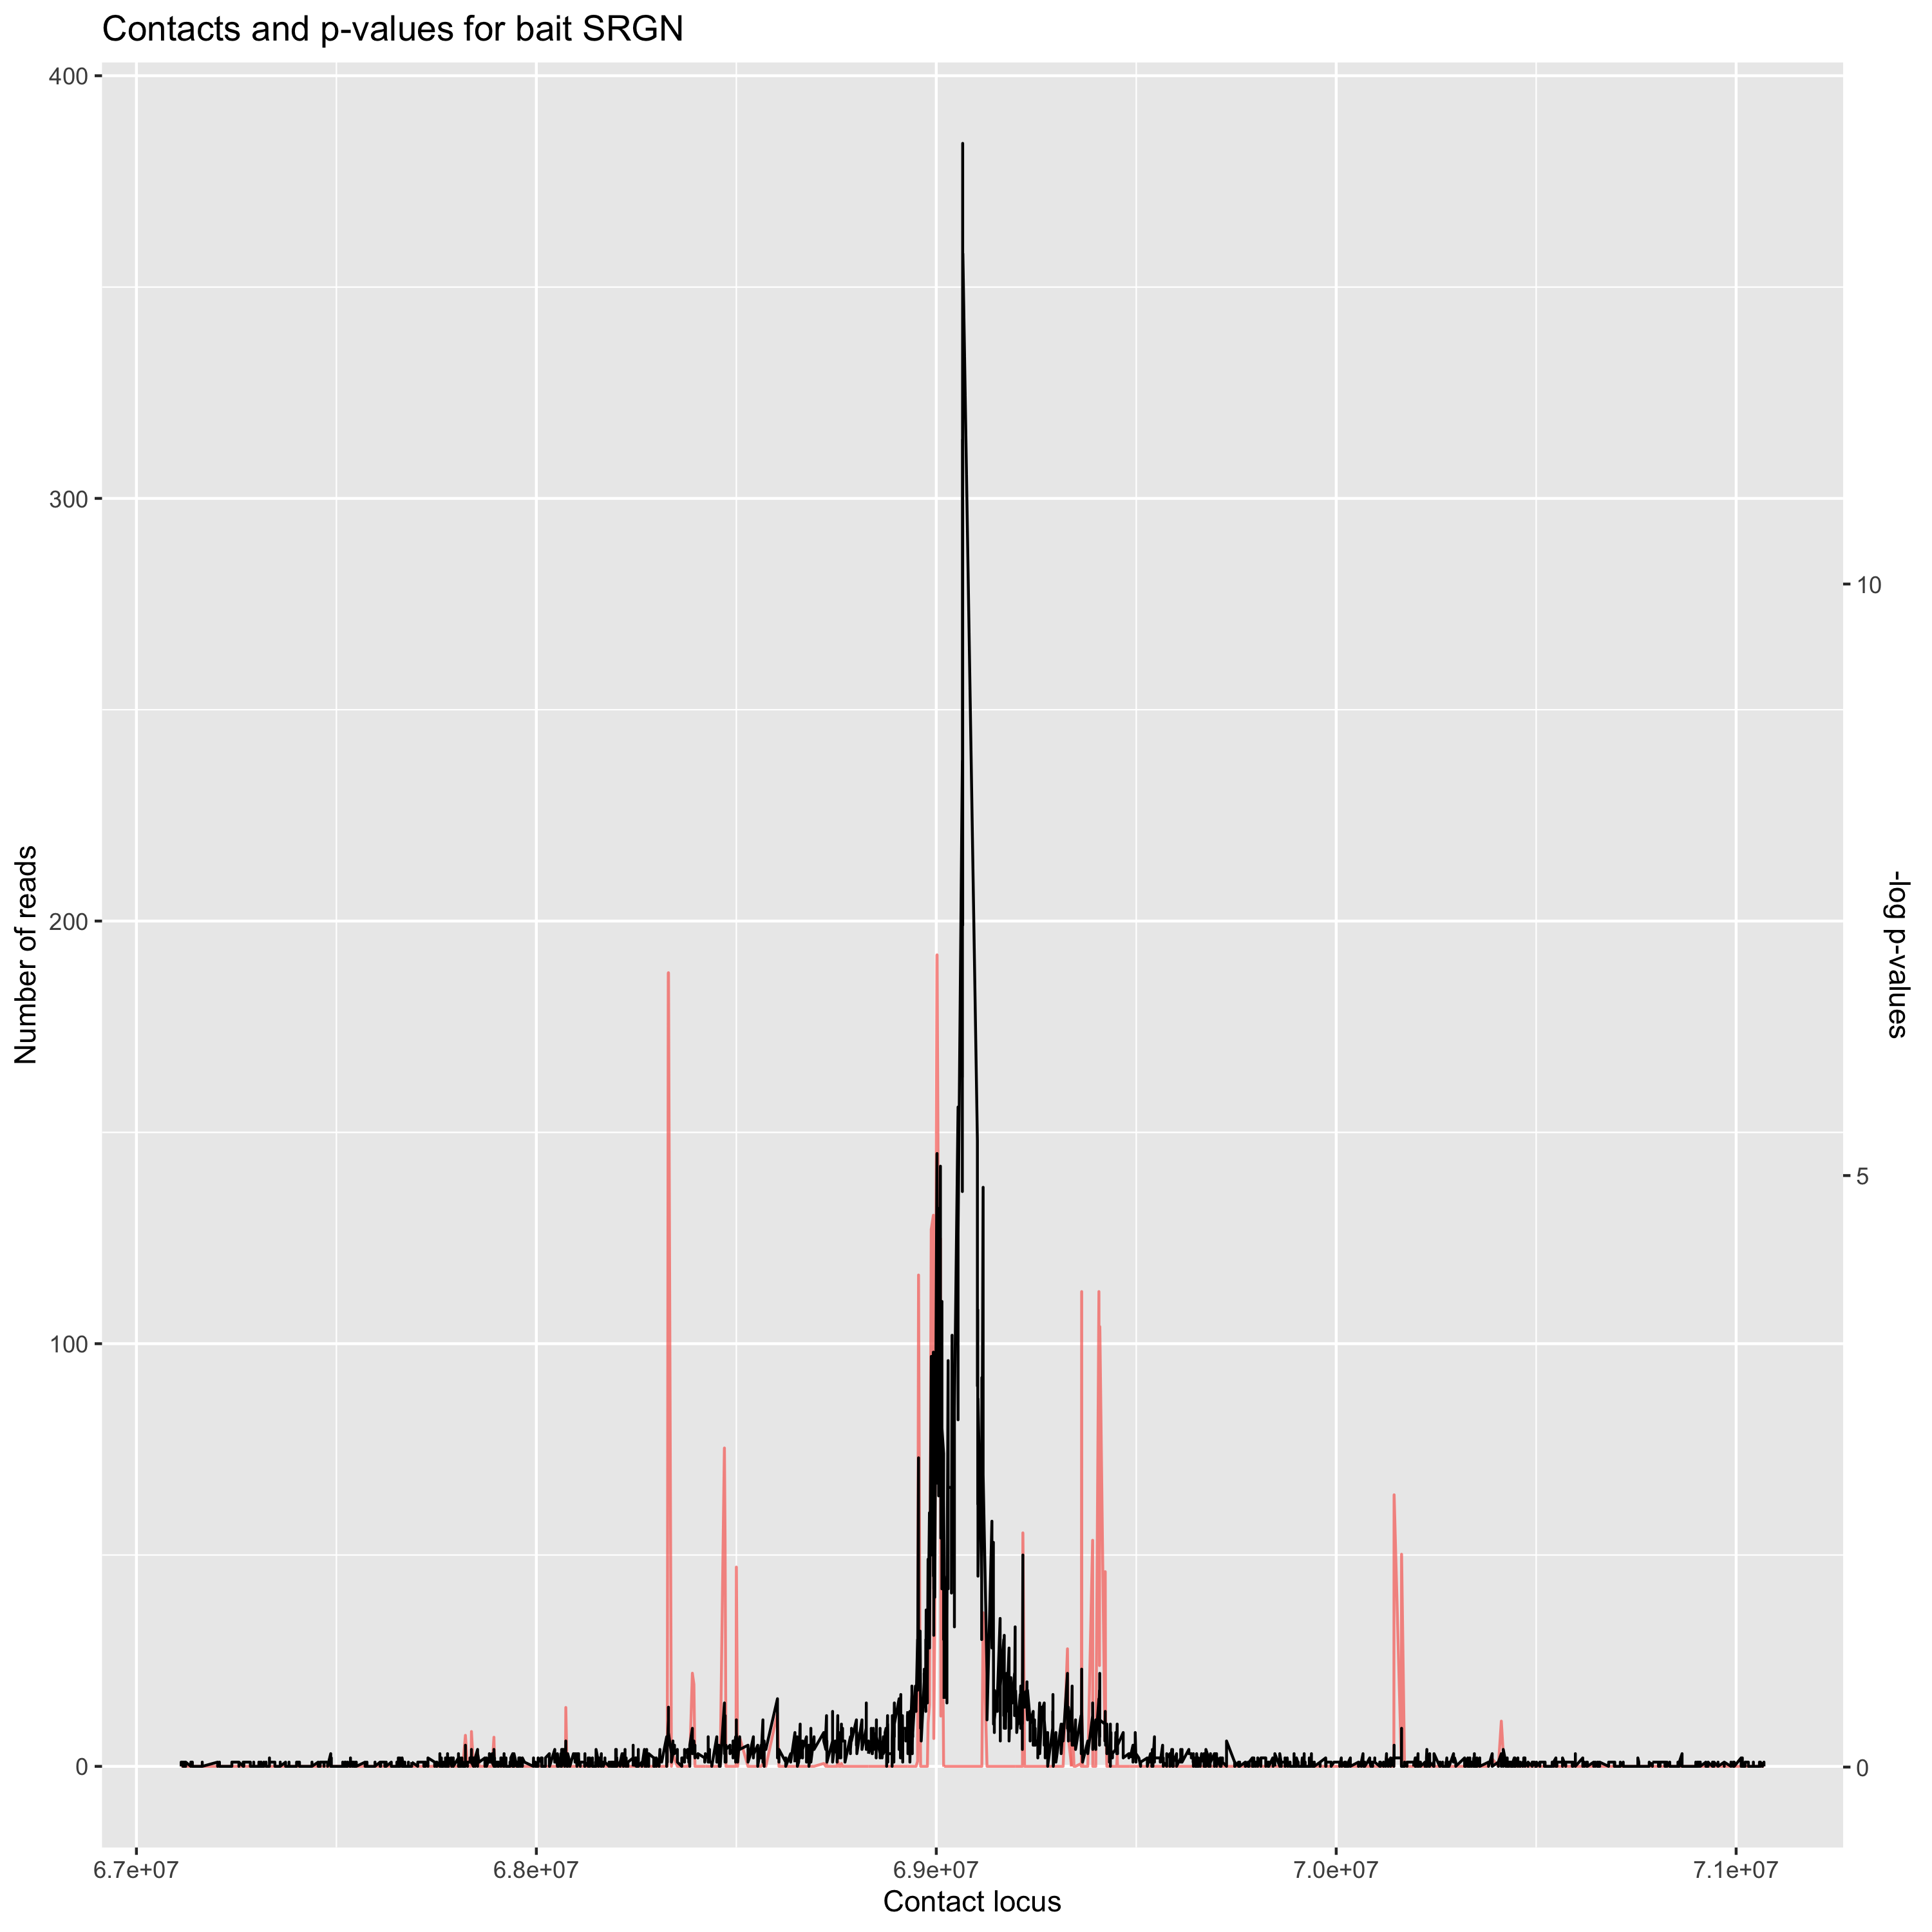 Contacts and p-values for bait SRGN
400
300
200
100
0
Number of reads
10
5
0
-log p-values
6.7e+07 6.8e+07 6.9e+07 7.0e+07 7.1e+07
Contact locus